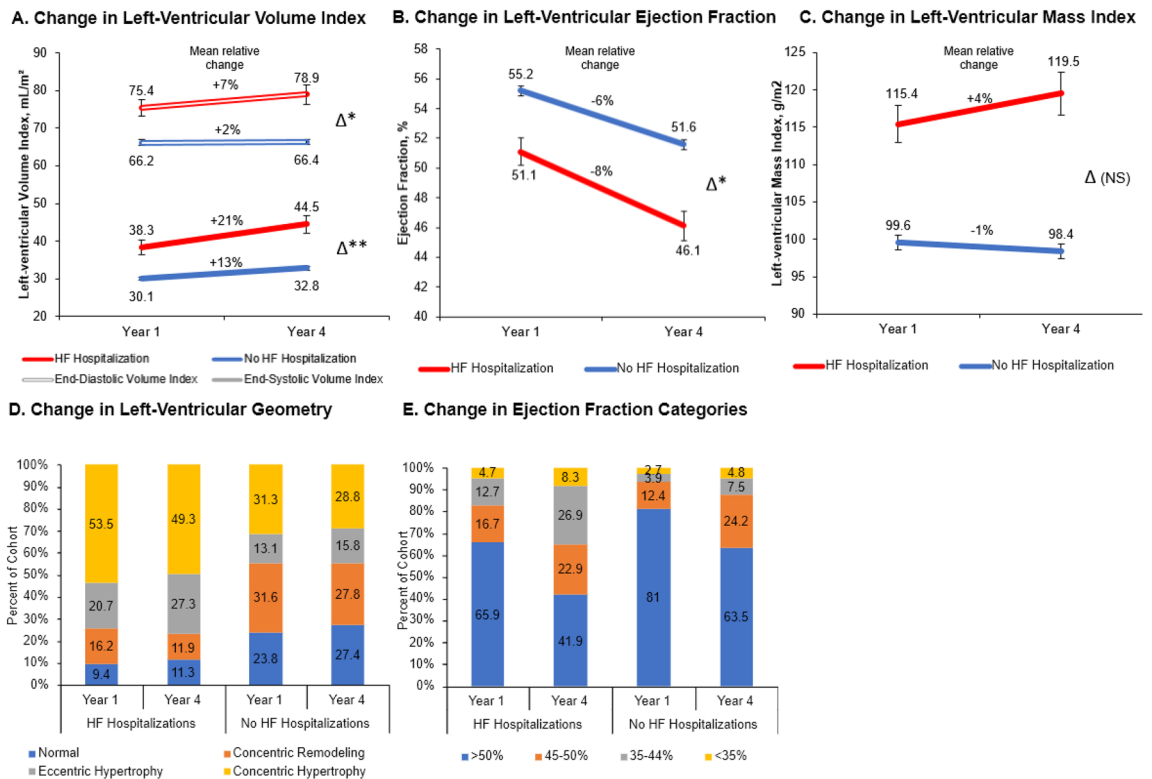 A. Change in Left-Ventricular Volume Index
Left-Ventricular Volume Index, mL/m²
90
80
70
60
50
40
30
20
Mean relative
change
75.4
+7%
78.9
Δ*
+2%
66.2
66.4
38.3
+21%
44.5
Δ**
+13%
30.1
32.8
Year 1
Year 4
HF Hospitalization
No HF Hospitalization
End-Diastolic Volume Index
End-Systolic Volume Index
B. Change in Left-Ventricular Ejection Fraction
Ejection Fraction, %
58
56
54
52
50
48
46
44
42
40
Mean relative
change
55.2
-6%
51.6
51.1
-8%
Δ*
46.1
Year 1
Year 4
HF Hospitalization
No HF Hospitalization
C. Change in Left-Ventricular Mass Index
Left-ventricular Mass Index, g/m2
125
120
115
110
105
100
95
90
Mean relative
change
119.5
115.4
+4%
Δ (NS)
99.6
-1%
98.4
Year 1
Year 4
HF Hospitalization
No HF Hospitalization
D. Change in Left-Ventricular Geometry
Percent of Cohort
100%
90%
80%
70%
60%
50%
40%
30%
20%
10%
0%
53.5
20.7
16.2
9.4
49.3
27.3
11.9
11.3
31.3
13.1
31.6
23.8
28.8
15.8
27.8
27.4
Year 1
Year 4
Year 1
Year 4
HF Hospitalizations
No HF Hospitalizations
Normal
Concentric Remodeling
Eccentric Hypertrophy
Concentric Hypertrophy
E. Change in Ejection Fraction Categories
Percent of Cohort
100%
90%
80%
70%
60%
50%
40%
30%
20%
10%
0%
4.7
12.7
16.7
65.9
8.3
26.9
22.9
41.9
2.7
3.9
12.4
81
4.8
7.5
24.2
63.5
Year 1
Year 4
Year 1
Year 4
HF Hospitalizations
No HF Hospitalizations
>50%
45-50%
35-44%
<35%